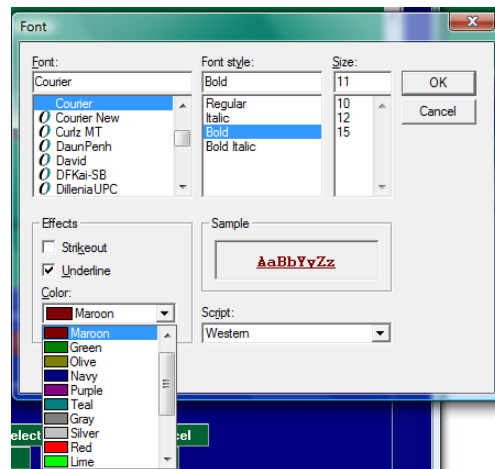 Font
Font:
Courier
Courier
Courier New
Curlz MT
DaunPenh
David
DFKai-SB
DilleniaUPC
Font style:
Bold
Regular
Italic
Bold
Bold Italic
Size:
11
10
12
15
OK
Cancel
Effects
Strikeout
Underline
Color:
Maroon
Maroon
Green
Olive
Navy
Purple
Teal
Gray
Silver
Red
Lime
Sample
AaBbYyZz
Script:
Western
elect
cel